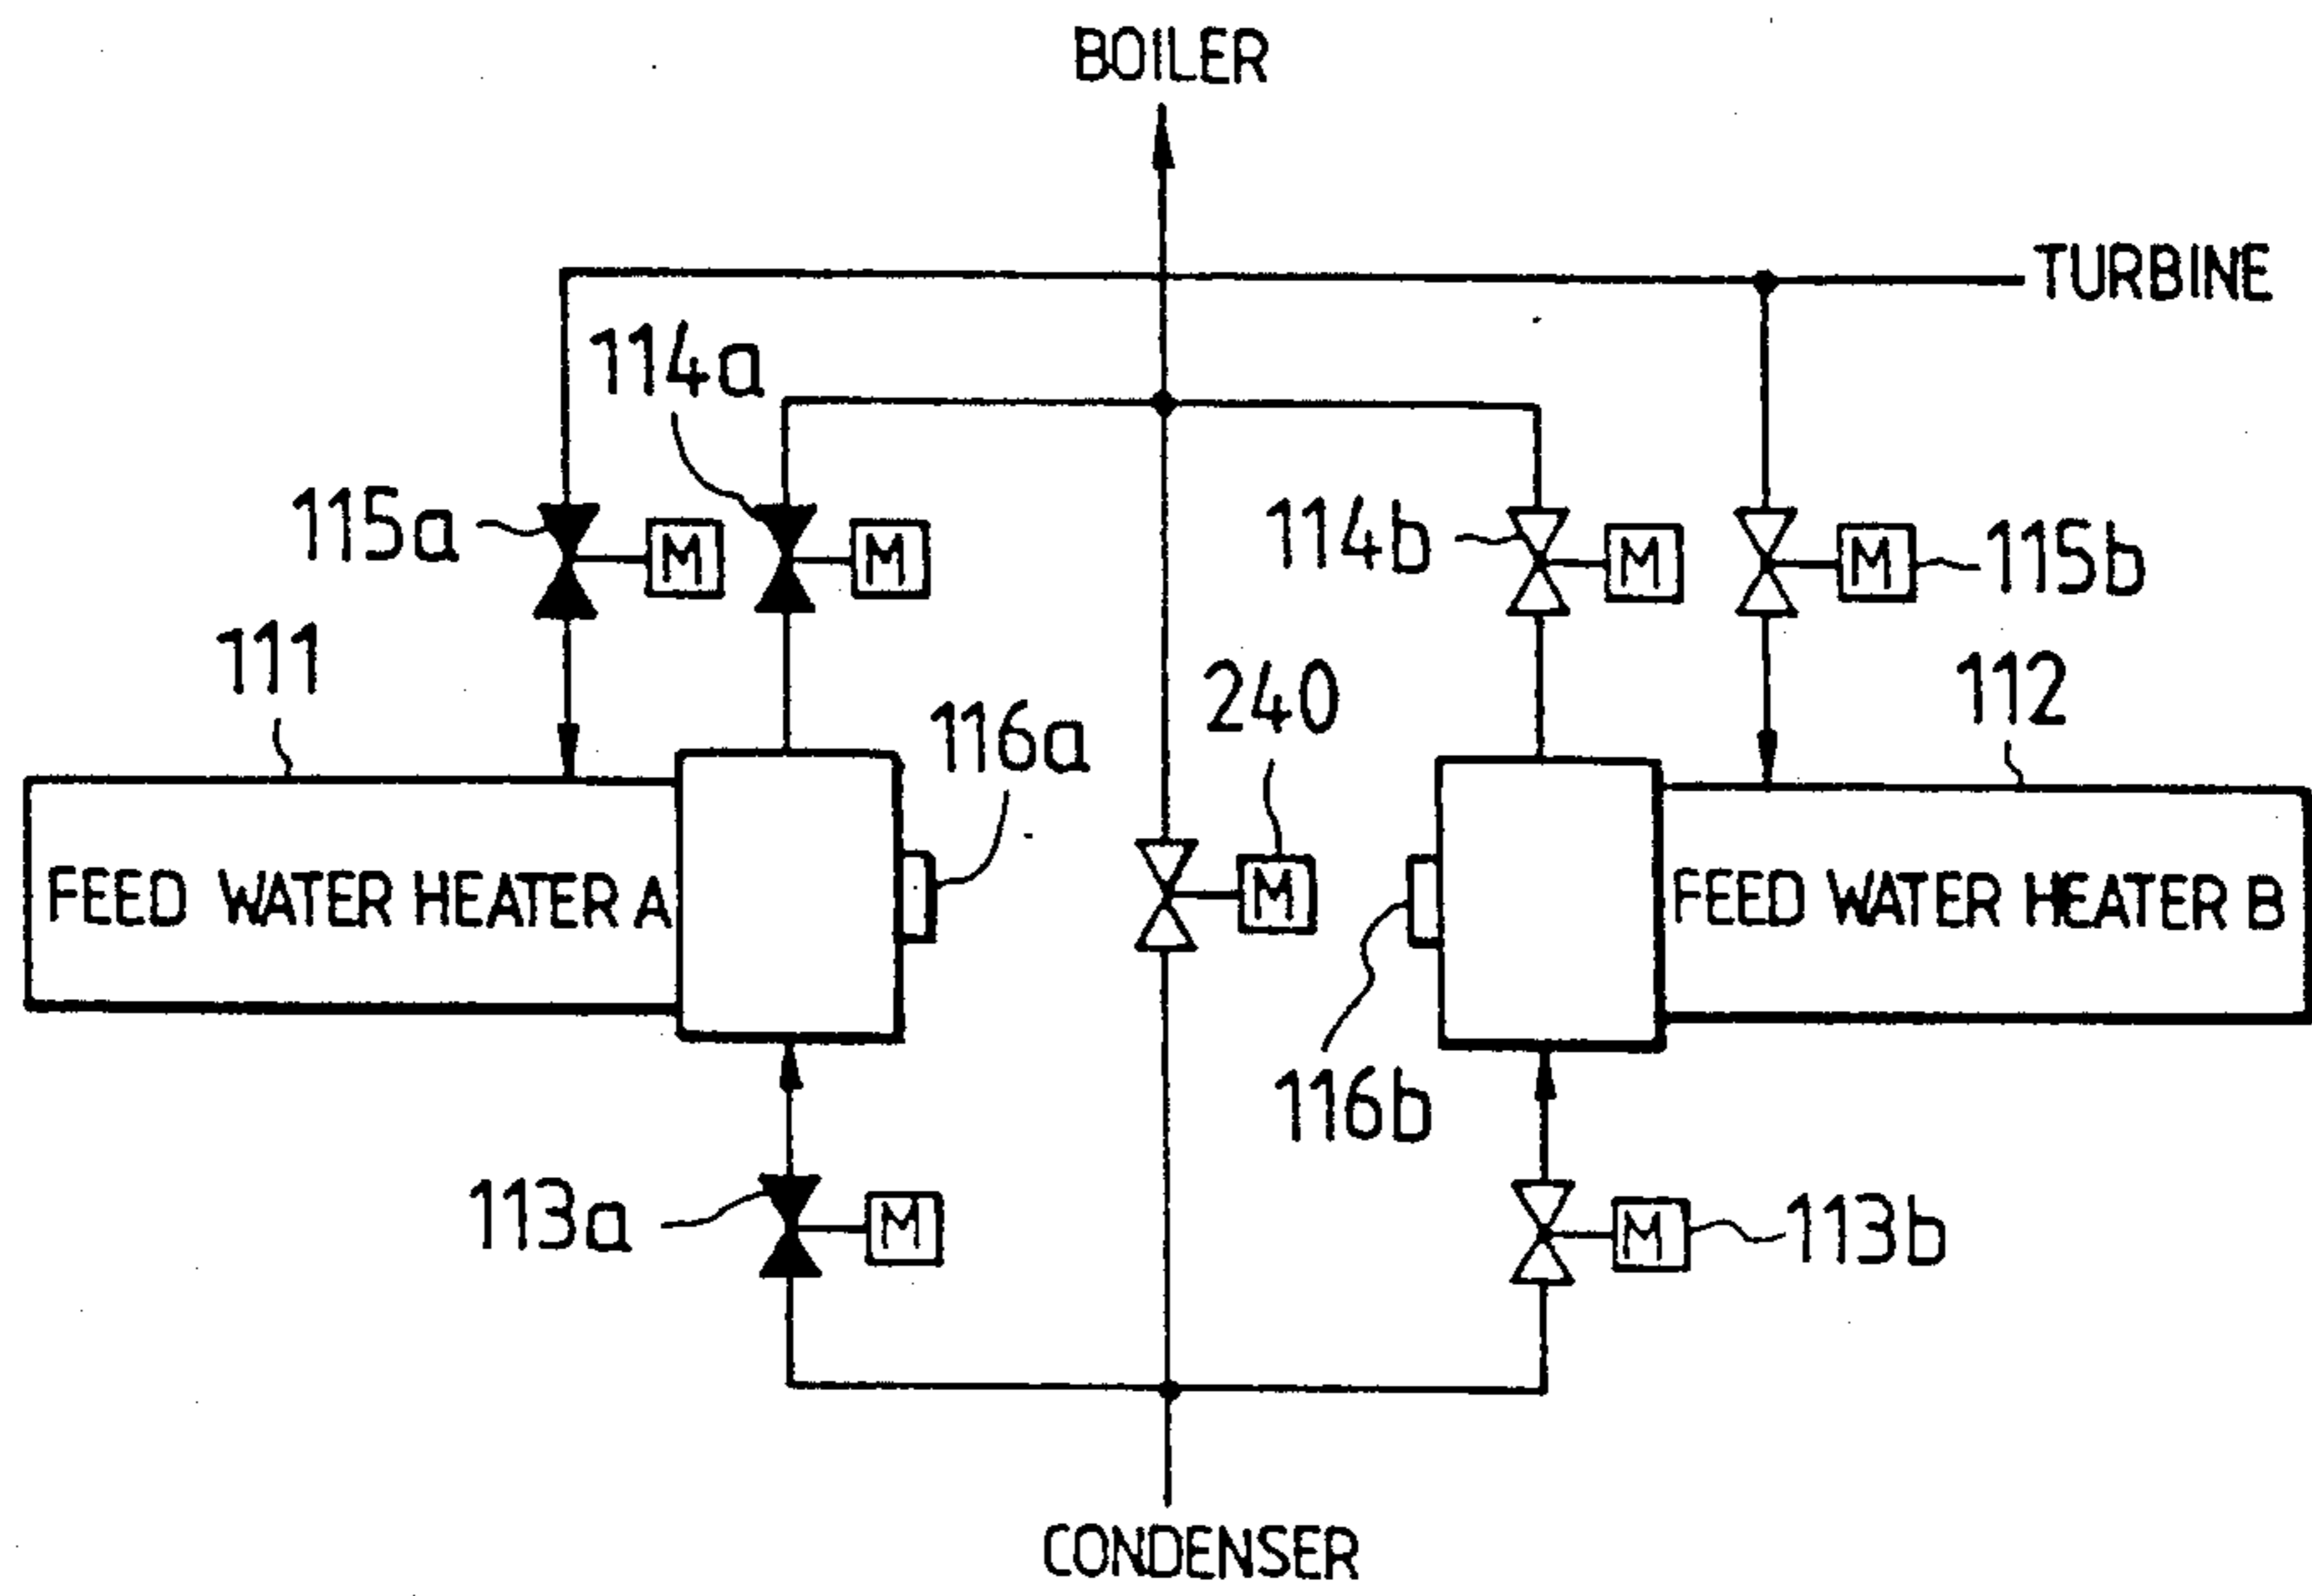 BOILER
TURBINE
114a
115a
M
M
114b
M
M
115b
111
116a
240
112
FEED WATER HEATER A
M
FEED WATER HEATER B
116b
113a
M
M
113b
CONDENSER